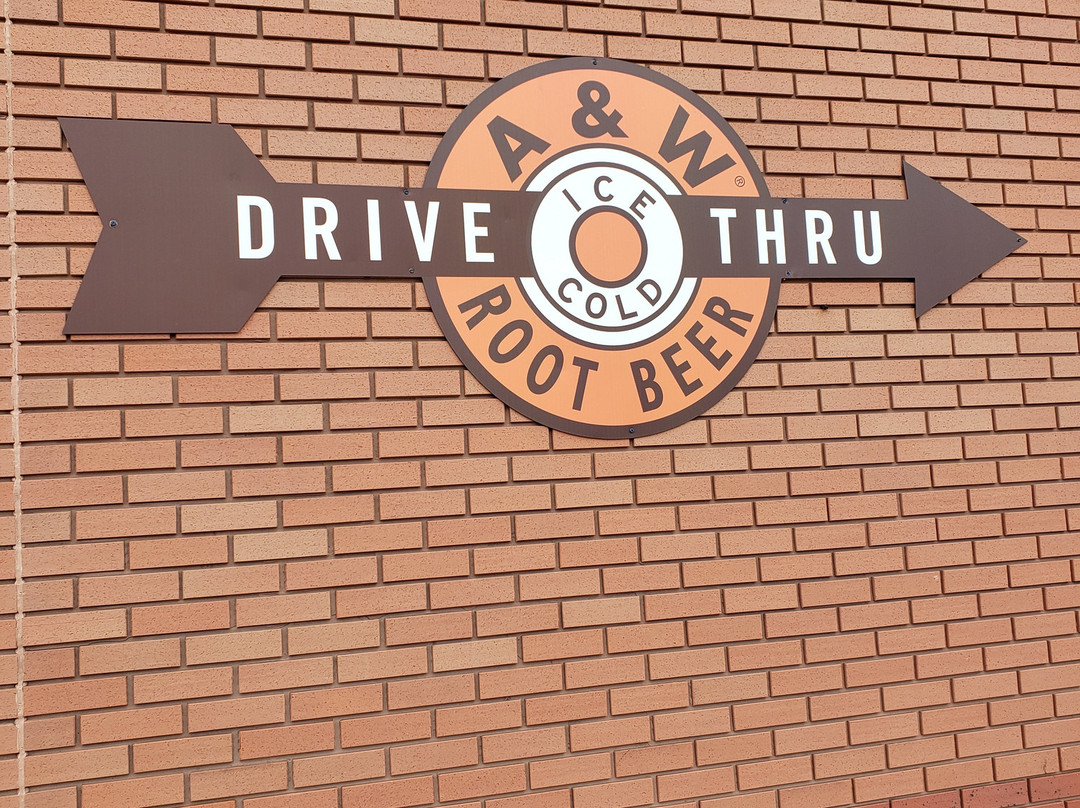 A & W®
ICE
DRIVE THRU
COLD
ROOT BEER